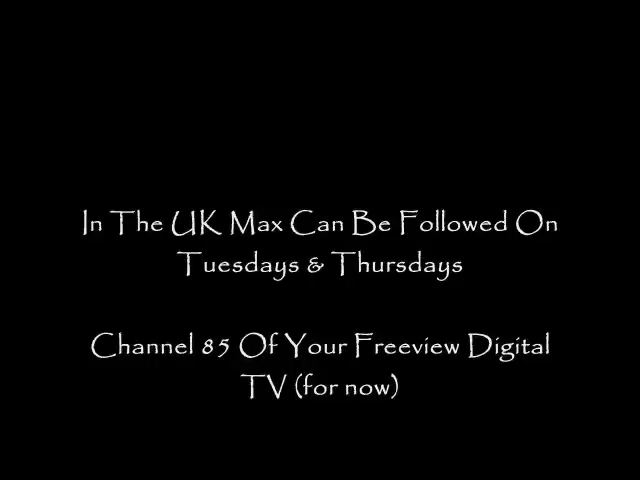 In The UK Max Can Be Followed On
Tuesdays & Thursdays
Channel 85 Of Your Freeview Digital
TV (for now)